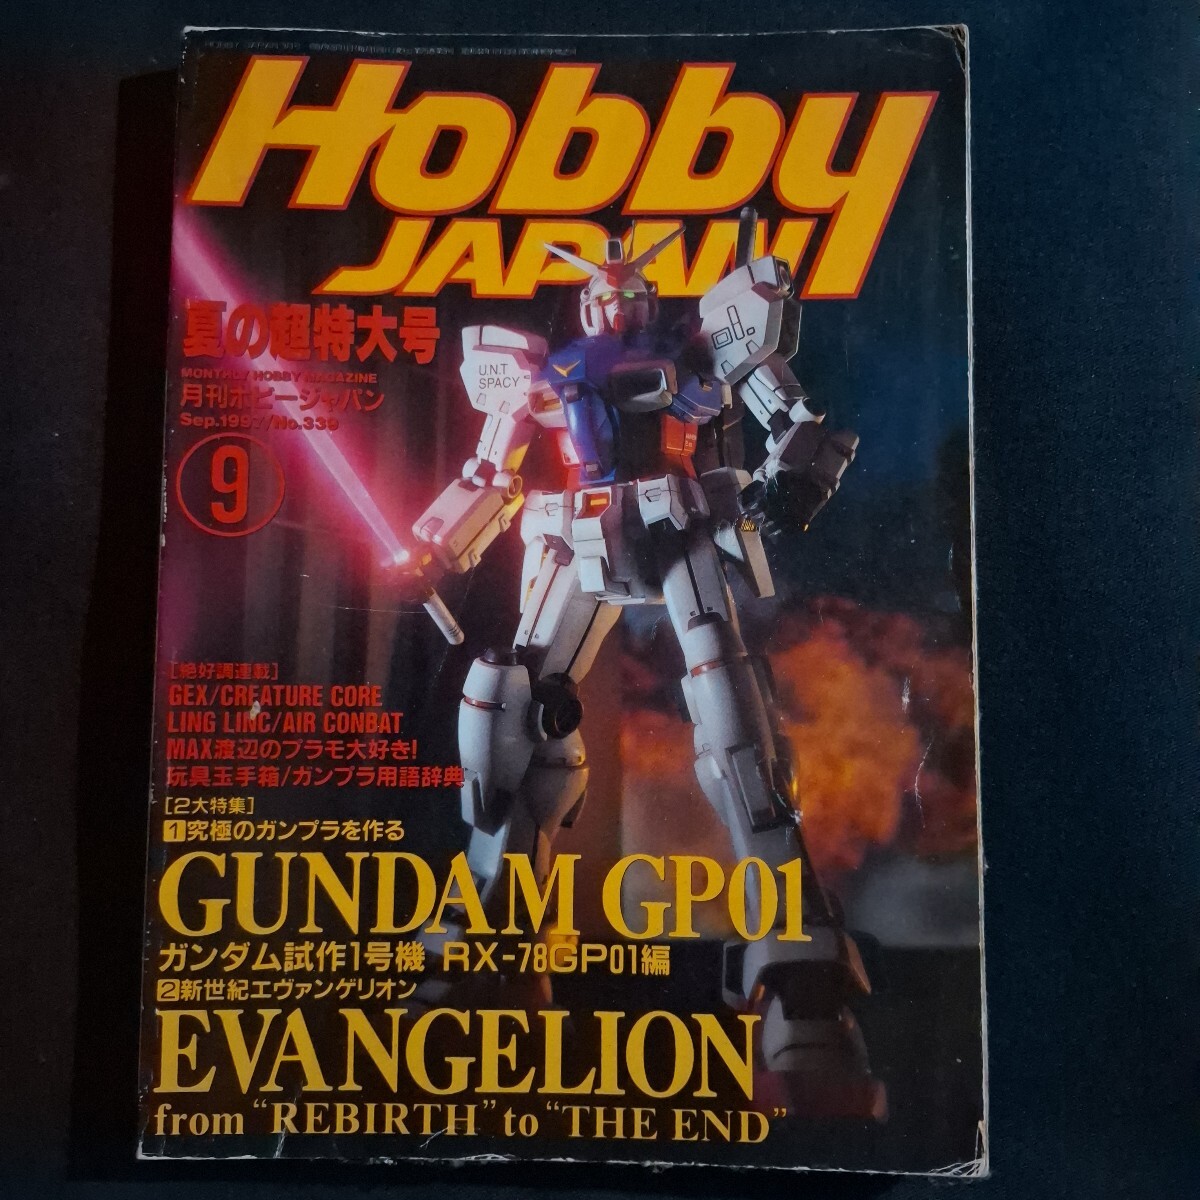 Hobby
JAPAN
夏の超特大号
MONTHLY HOBBY MAGAZINE
月刊ホビージャパン
Sep.1997/No.339
9
U.N.T
SPACY
01.
[絶好調連載]
GEX/CREATURE CORE
LING LINC/AIR CONBAT
MAX渡辺のプラモ大好き!
玩具玉手箱/ガンプラ用語辞典
[2大特集]
1究極のガンプラを作る
GUNDAM GP01
ガンダム試作1号機 RX-78GP01編
2新世紀エヴァンゲリオン
EVANGELION
from “REBIRTH” to “THE END”